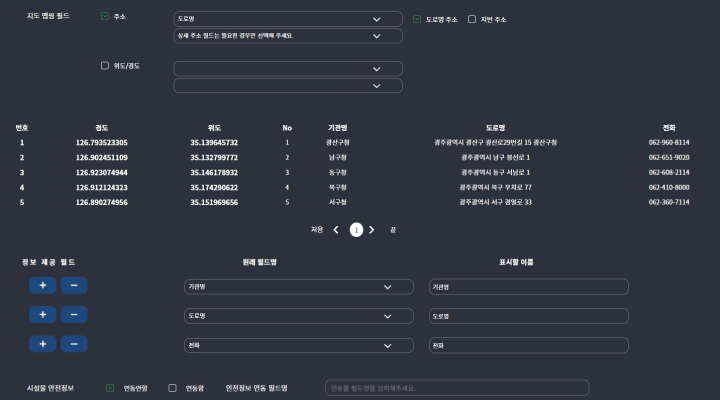 지도 맵핑 필드 주소 도로명 도로명 주소 지번 주소
상세 주소 필드는 필요한 경우만 선택해 주세요.
위도/경도
번호 경도 위도 No 기관명 도로명 전화
1 126.793523305 35.139645732 1 광산구청 광주광역시 광산구 광산로29번길 15 광산구청 062-960-8114
2 126.902451109 35.132799772 2 남구청 광주광역시 남구 봉선로 1 062-651-9020
3 126.923074944 35.146178932 3 동구청 광주광역시 동구 서남로 1 062-608-2114
4 126.912124323 35.174290622 4 북구청 광주광역시 북구 우치로 77 062-410-8000
5 126.890274956 35.151969656 5 서구청 광주광역시 서구 경열로 33 062-360-7114
처음 1 끝
정보 제공 필드 원래 필드명 표시할 이름
+ - 기관명 기관명
+ - 도로명 도로명
+ - 전화 전화
시설물 안전정보 연동안함 연동함 안전정보 연동 필드명 연동할 필드명을 입력해주세요.